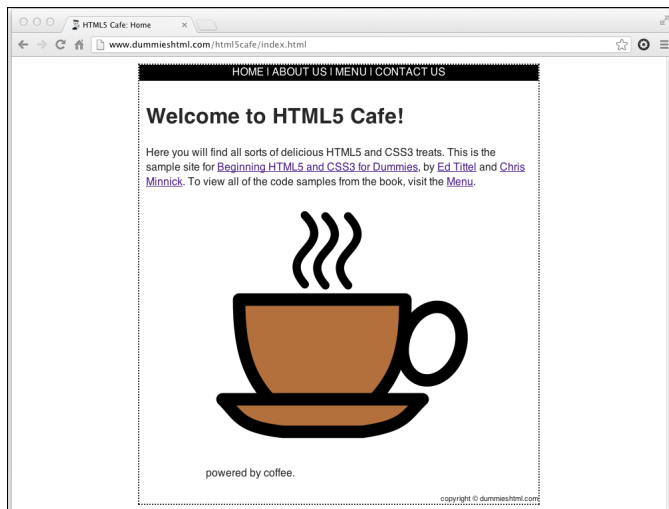 HTML5 Cafe: Home
www.dummieshtml.com/html5cafe/index.html
HOME | ABOUT US | MENU | CONTACT US
Welcome to HTML5 Cafe!
Here you will find all sorts of delicious HTML5 and CSS3 treats. This is the
sample site for Beginning HTML5 and CSS3 for Dummies, by Ed Tittel and Chris
Minnick. To view all of the code samples from the book, visit the Menu.
powered by coffee.
copyright © dummieshtml.com